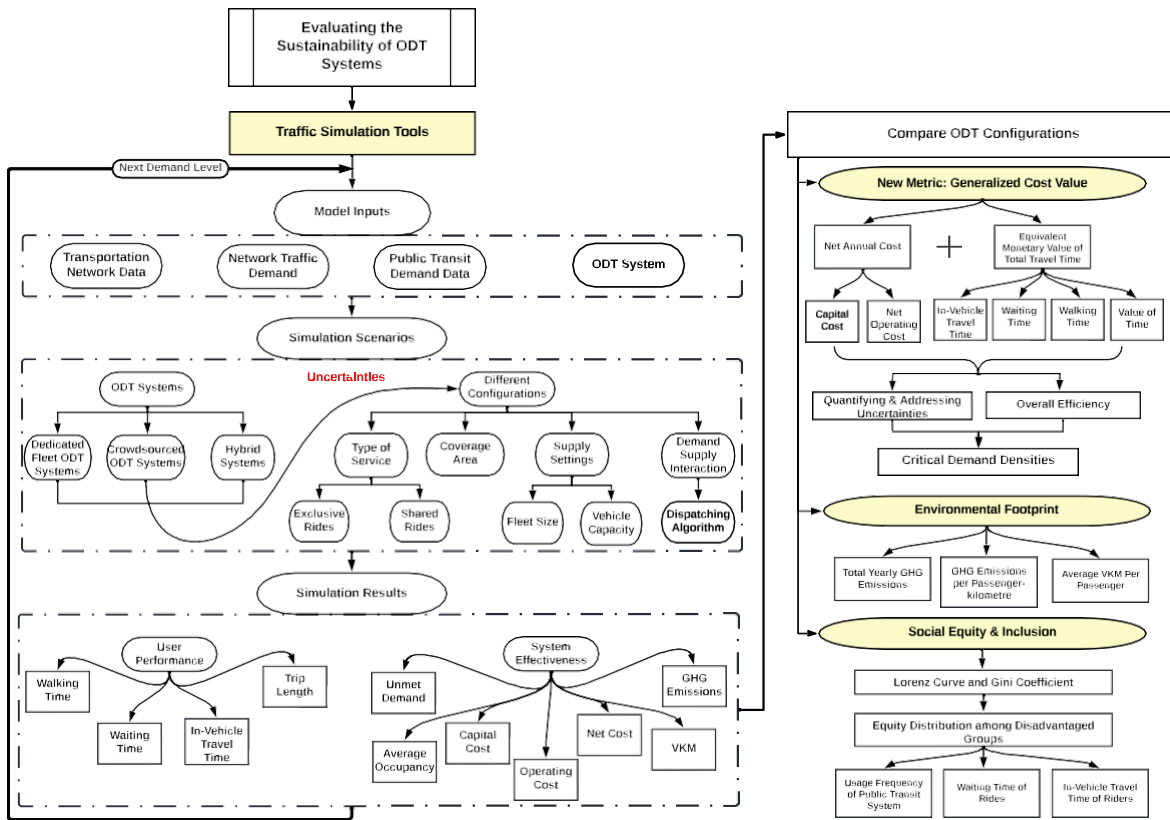 Evaluating the
Sustainability of ODT
Systems
Traffic Simulation Tools
Next Demand Level
Model Inputs
Transportation
Network Data
Network Traffic
Demand
Public Transit
Demand Data
ODT System
Simulation Scenarios
Uncertainties
ODT Systems
Different
Configurations
Dedicated
Fleet ODT
Systems
Crowdsourced
ODT Systems
Hybrid
Systems
Type of
Service
Coverage
Area
Supply
Settings
Demand
Supply
Interaction
Exclusive
Rides
Shared
Rides
Fleet Size
Vehicle
Capacity
Dispatching
Algorithm
Simulation Results
User
Performance
Walking
Time
Waiting
Time
In-Vehicle
Travel
Time
Trip
Length
System
Effectiveness
Unmet
Demand
Average
Occupancy
Capital
Cost
Operating
Cost
Net Cost
VKM
GHG
Emissions
Compare ODT Configurations
New Metric: Generalized Cost Value
Net Annual Cost
+
Equivalent
Monetary Value of
Total Travel Time
Capital
Cost
Net
Operating
Cost
In-Vehicle
Travel
Time
Waiting
Time
Walking
Time
Value of
Time
Quantifying & Addressing
Uncertainties
Overall Efficiency
Critical Demand Densities
Environmental Footprint
Total Yearly GHG
Emissions
GHG Emissions
per Passenger-
kilometre
Average VKM Per
Passenger
Social Equity & Inclusion
Lorenz Curve and Gini Coefficient
Equity Distribution among Disadvantaged
Groups
Usage Frequency
of Public Transit
System
Waiting Time of
Rides
In-Vehicle Travel
Time of Riders